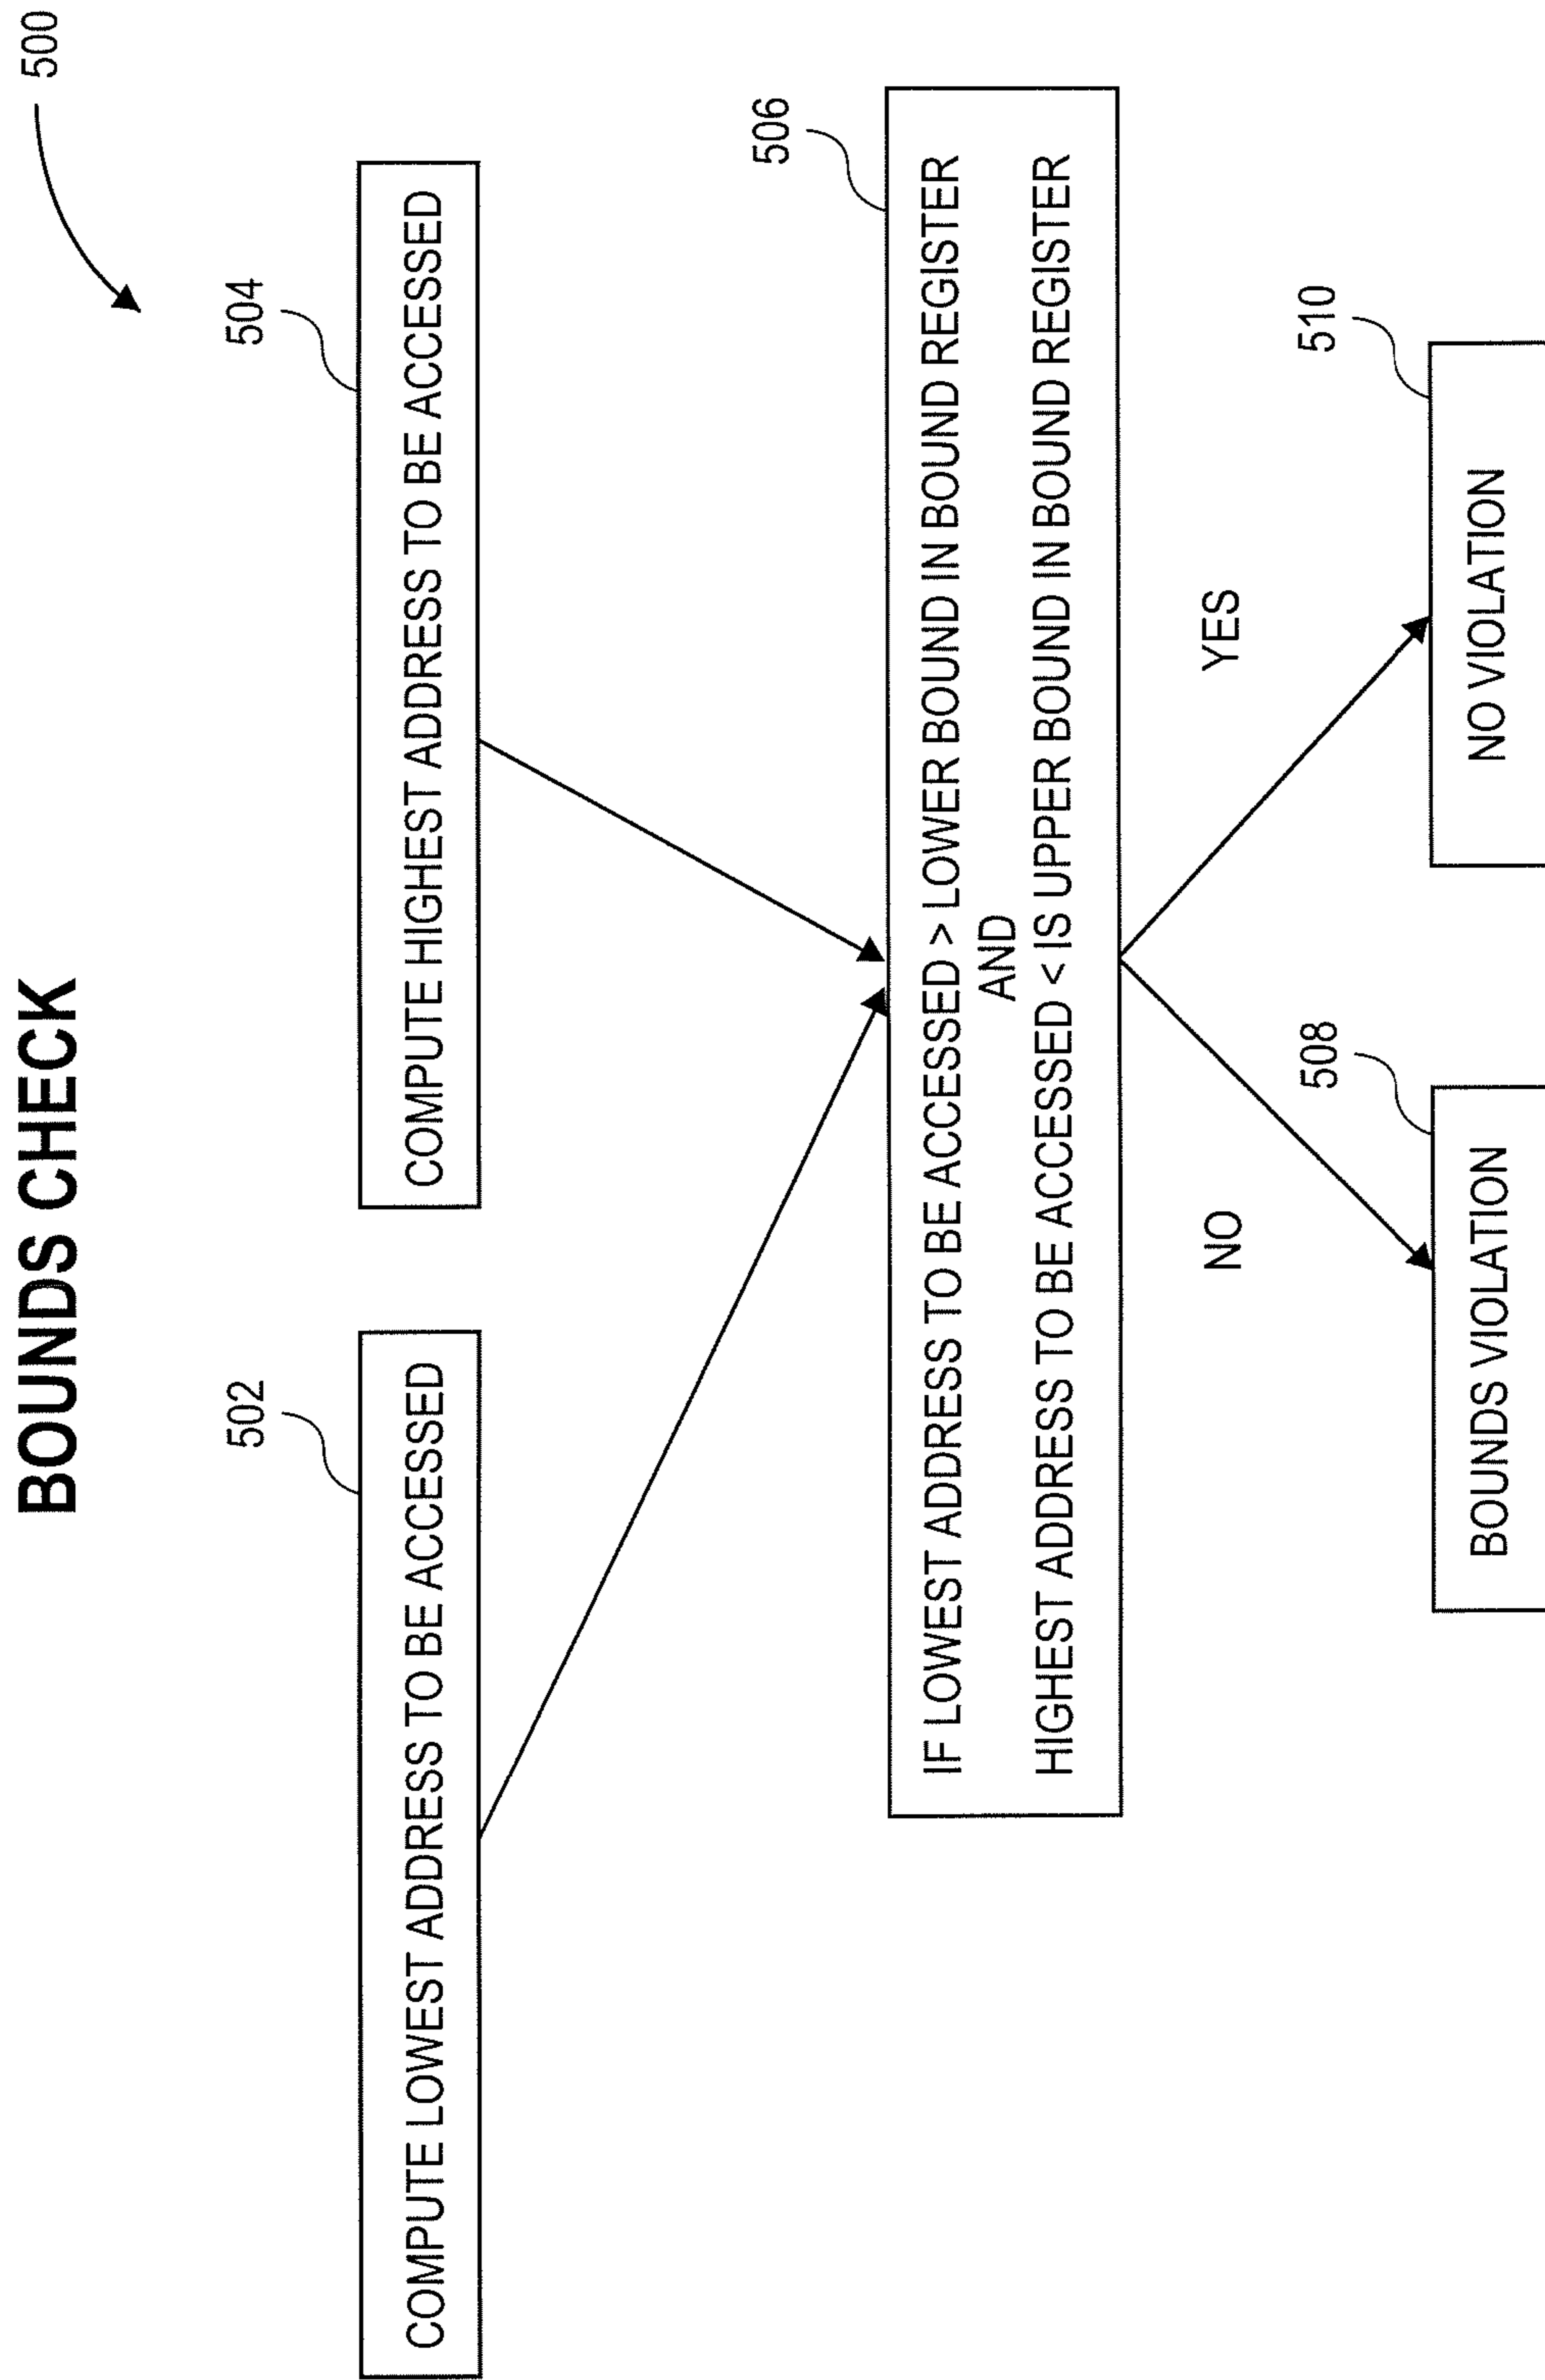 BOUNDS CHECK
500
502
504
COMPUTE LOWEST ADDRESS TO BE ACCESSED
COMPUTE HIGHEST ADDRESS TO BE ACCESSED
506
IF LOWEST ADDRESS TO BE ACCESSED > LOWER BOUND IN BOUND REGISTER
AND
HIGHEST ADDRESS TO BE ACCESSED < IS UPPER BOUND IN BOUND REGISTER
NO
YES
508
510
BOUNDS VIOLATION
NO VIOLATION